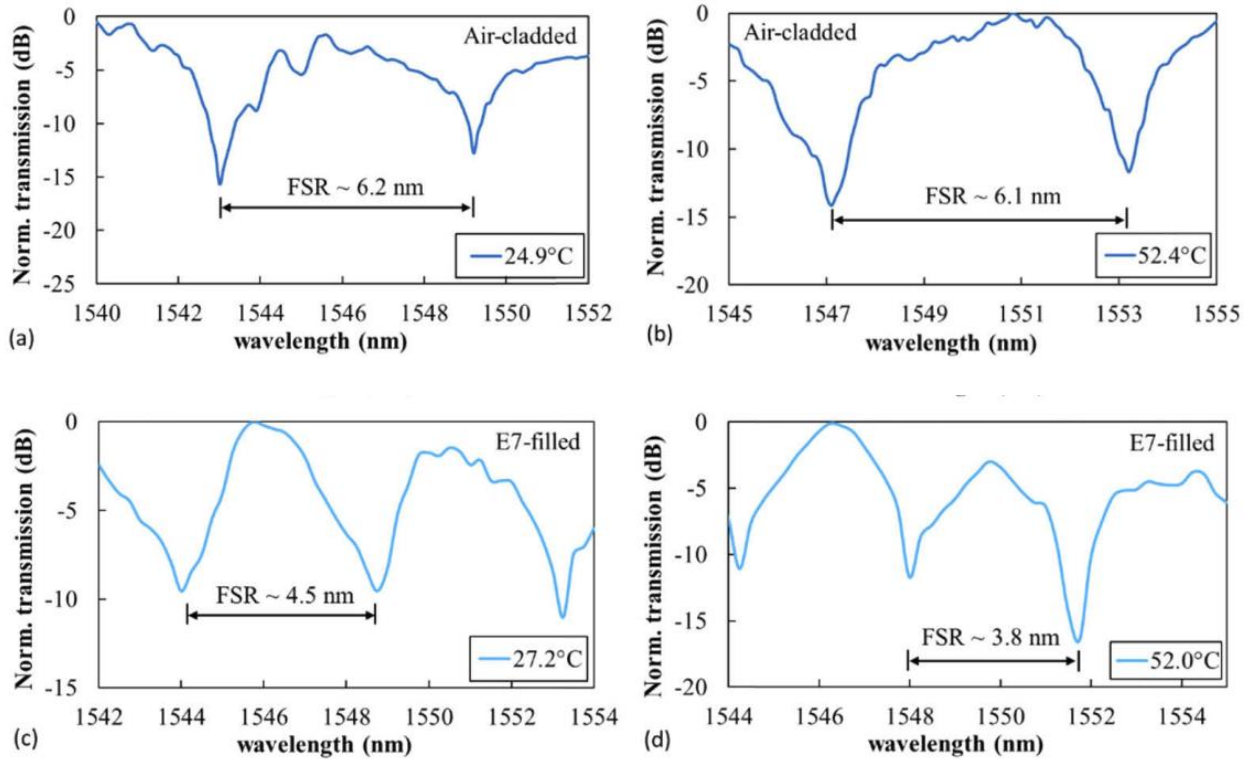 0
-5
-10
-15
-20
-25
Norm. transmission (dB)
Air-cladded
FSR ~ 6.2 nm
24.9°C
1540 1542 1544 1546 1548 1550 1552
wavelength (nm)
(a)
0
-5
-10
-15
-20
Norm. transmission (dB)
Air-cladded
FSR ~ 6.1 nm
52.4°C
1545 1547 1549 1551 1553 1555
wavelength (nm)
(b)
0
-5
-10
-15
Norm. transmission (dB)
E7-filled
FSR ~ 4.5 nm
27.2°C
1542 1544 1546 1548 1550 1552 1554
wavelength (nm)
(c)
0
-5
-10
-15
-20
Norm. transmission (dB)
E7-filled
FSR ~ 3.8 nm
52.0°C
1544 1546 1548 1550 1552 1554
wavelength (nm)
(d)